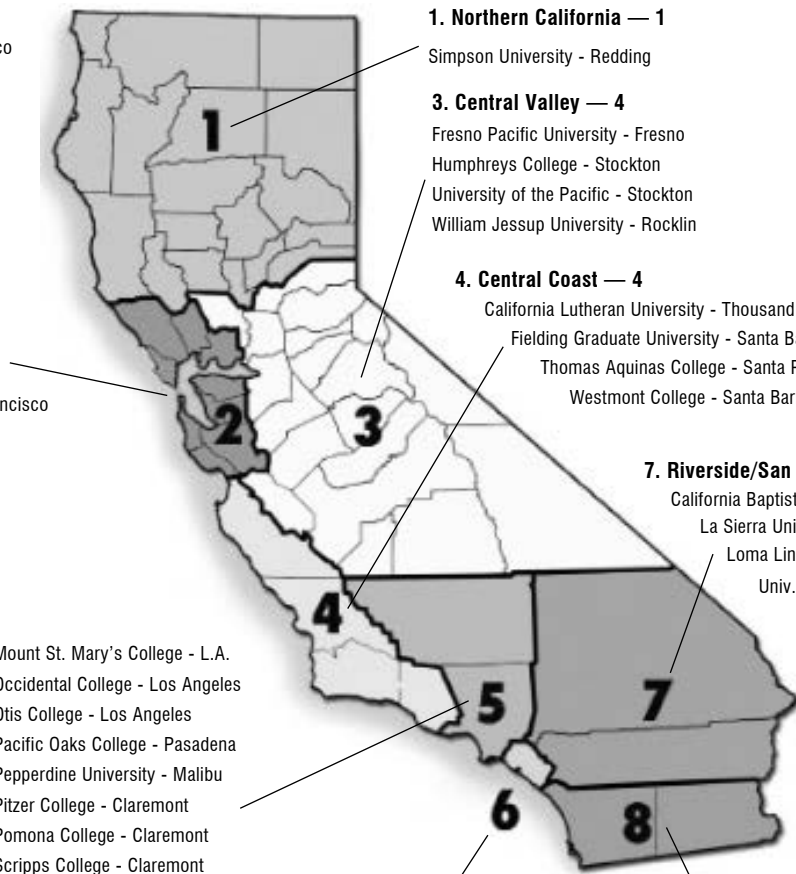 1. Northern California — 1
Simpson University - Redding
3. Central Valley — 4
Fresno Pacific University - Fresno
Humphreys College - Stockton
University of the Pacific - Stockton
William Jessup University - Rocklin
4. Central Coast — 4
California Lutheran University - Thousand
Fielding Graduate University - Santa
Thomas Aquinas College - Santa
Westmont College - Santa
7. Riverside/San
California Baptist
La Sierra
Loma
Univ.
Mount St. Mary's College - L.A.
Occidental College - Los Angeles
Otis College - Los Angeles
Pacific Oaks College - Pasadena
Pepperdine University - Malibu
Pitzer College - Claremont
Pomona College - Claremont
Scripps College - Claremont
1
2
3
4
5
6
7
8